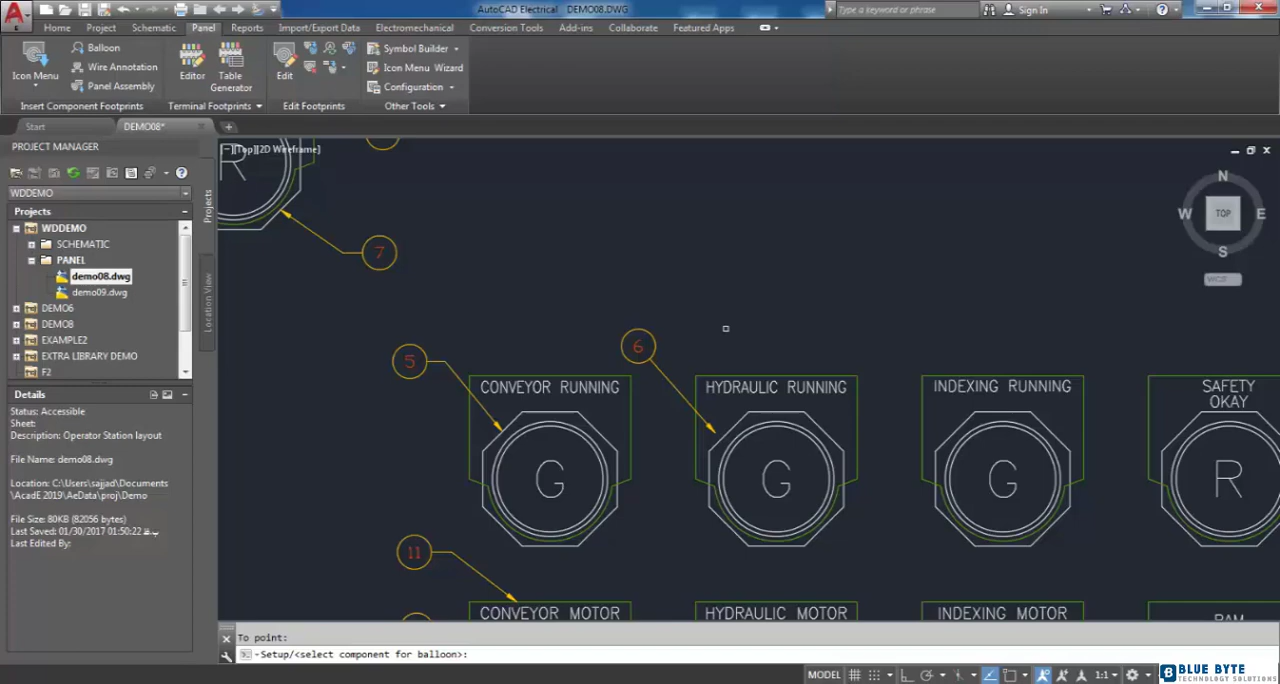 AutoCAD Electrical DEMO08.DWG
Type a keyword or phrase
Sign In
Home Project Schematic Panel Reports Import/Export Data Electromechanical Conversion Tools Add-ins Collaborate Featured Apps
Icon Menu
Balloon
Wire Annotation
Panel Assembly
Insert Component Footprints
Editor
Table Generator
Terminal Footprints
Edit
Edit Footprints
Symbol Builder
Icon Menu Wizard
Configuration
Other Tools
Start
DEMO08*
PROJECT MANAGER
WDDEMO
Projects
WDDEMO
SCHEMATIC
PANEL
demo08.dwg
demo09.dwg
DEMO6
DEMO8
EXAMPLE2
EXTRA LIBRARY DEMO
F2
Projects
Location View
Details
Status: Accessible
Sheet:
Description: Operator Station layout
File Name: demo08.dwg
Location: C:\Users\sajjad\Documents
\AcadE 2019\AeData\proj\Demo
File Size: 80KB (82056 bytes)
Last Saved: 01/30/2017 01:50:22
Last Edited By:
[−][Top][2D Wireframe]
R
7
N
W TOP E
S
5
6
CONVEYOR RUNNING
HYDRAULIC RUNNING
INDEXING RUNNING
SAFETY
OKAY
G
G
G
R
11
CONVEYOR MOTOR
HYDRAULIC MOTOR
INDEXING MOTOR
To point:
-Setup/<select component for balloon>:
MODEL
1:1
BLUE BYTE
TECHNOLOGY SOLUTIONS